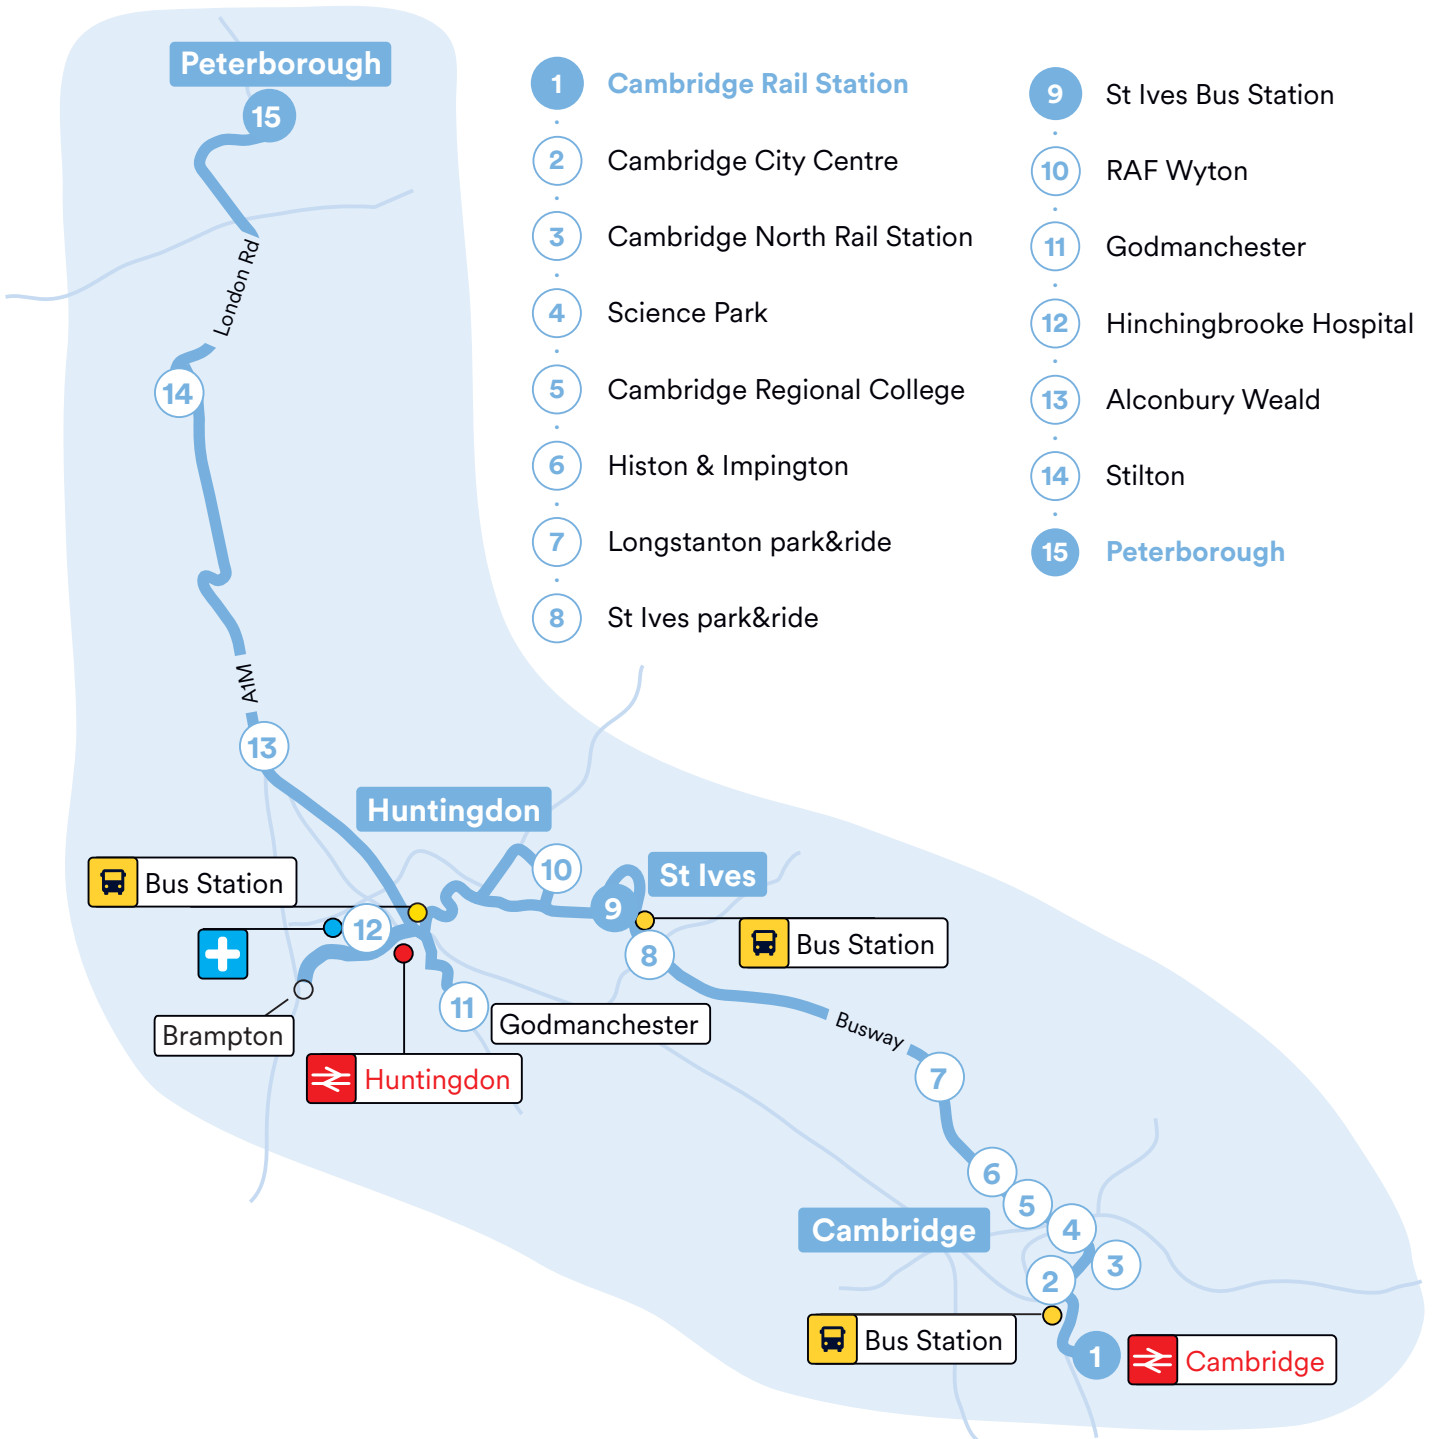 Peterborough
15
London Rd
14
A1M
13
1 Cambridge Rail Station
2 Cambridge City Centre
3 Cambridge North Rail Station
4 Science Park
5 Cambridge Regional College
6 Histon & Impington
7 Longstanton park&ride
8 St Ives park&ride
9 St Ives Bus Station
10 RAF Wyton
11 Godmanchester
12 Hinchingbrooke Hospital
13 Alconbury Weald
14 Stilton
15 Peterborough
Huntingdon
Bus Station
12
10
9
St Ives
8
Bus Station
Brampton
11
Godmanchester
Huntingdon
Busway
7
6
5
4
3
2
Cambridge
Bus Station
1
Cambridge